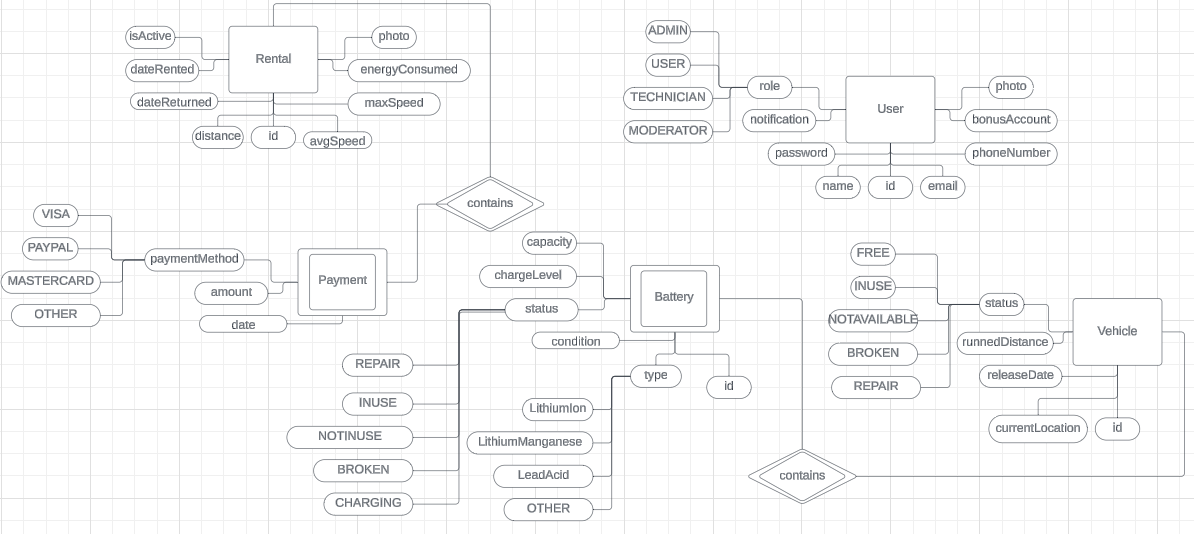 isActive
Rental
photo
dateRented
energyConsumed
dateReturned
maxSpeed
distance
id
avgSpeed
ADMIN
USER
role
TECHNICIAN
User
photo
notification
bonusAccount
MODERATOR
password
phoneNumber
name
id
email
contains
VISA
PAYPAL
paymentMethod
MASTERCARD
Payment
amount
OTHER
date
capacity
chargeLevel
Battery
status
condition
REPAIR
type
id
INUSE
LithiumIon
NOTINUSE
LithiumManganese
BROKEN
LeadAcid
CHARGING
OTHER
FREE
INUSE
status
NOTAVAILABLE
Vehicle
runnedDistance
BROKEN
releaseDate
REPAIR
currentLocation
id
contains